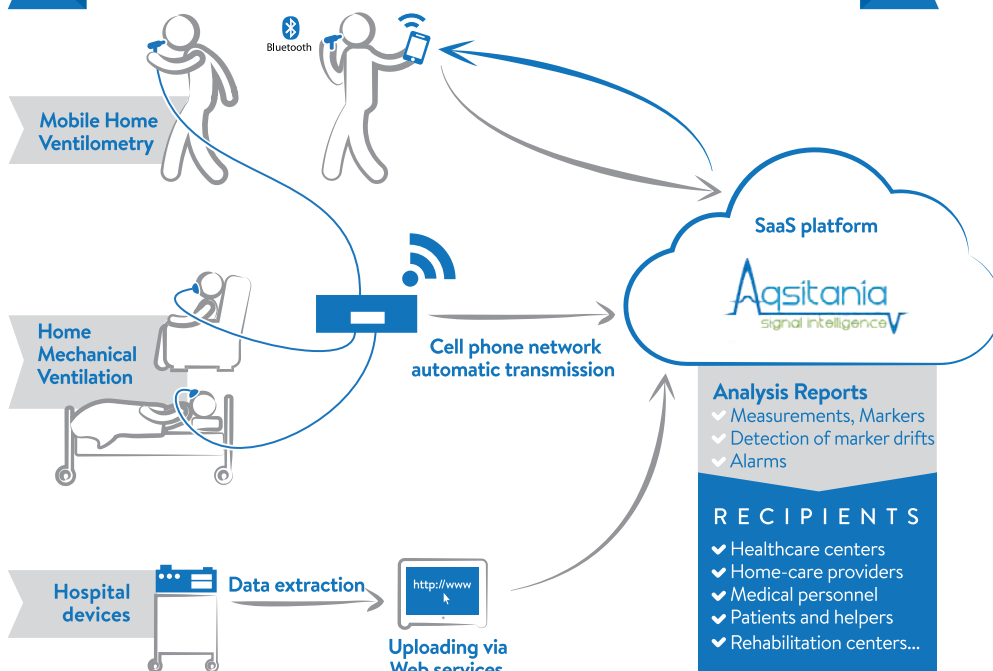 Bluetooth
Mobile Home
Ventilometry
SaaS platform
Aqsitania
signal intelligence
Home
Mechanical
Ventilation
Cell phone network
automatic transmission
Analysis Reports
Measurements, Markers
Detection of marker drifts
Alarms
RECIPIENTS
Healthcare centers
Home-care providers
Medical personnel
Patients and helpers
Rehabilitation centers...
Hospital
devices
Data extraction
http://www
Uploading via
Web services